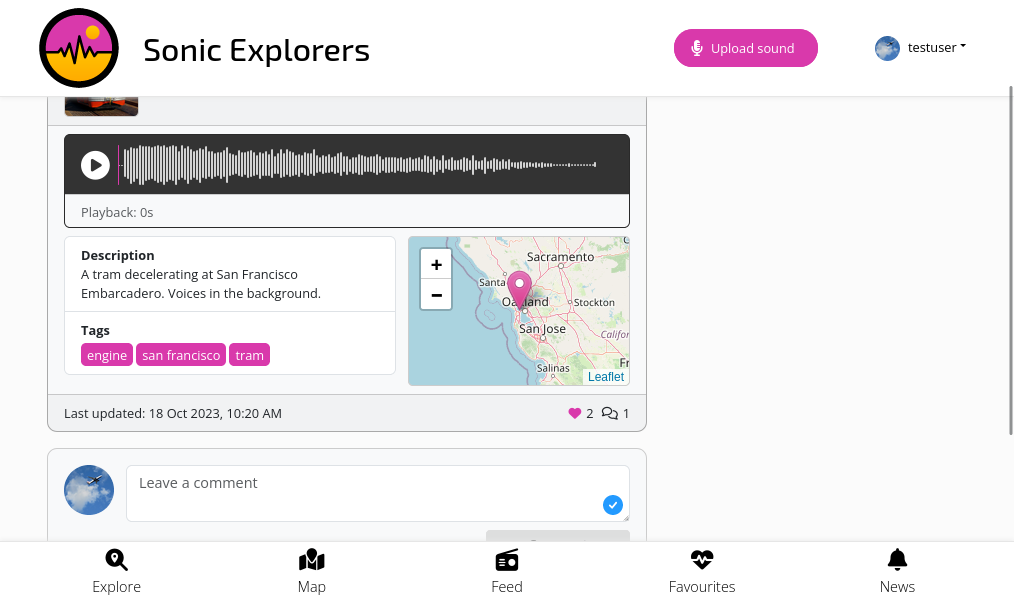 Sonic Explorers
Upload sound
testuser
Playback: 0s
Description
A tram decelerating at San Francisco
Embarcadero. Voices in the background.
Tags
engine san francisco tram
+
−
Sacramento
Santa
Oakland
Stockton
San Jose
Califor
Salinas
Fr
Leaflet
Last updated: 18 Oct 2023, 10:20 AM
2 1
Leave a comment
Explore Map Feed Favourites News